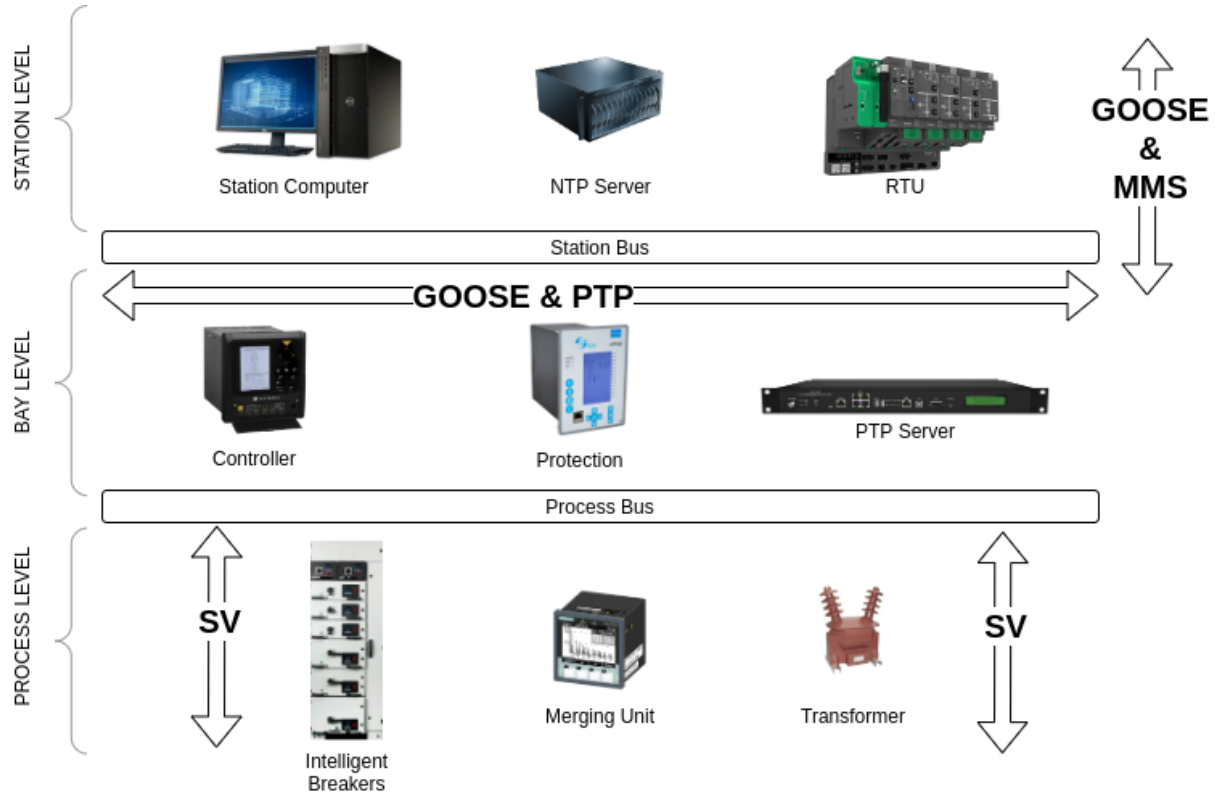 STATION LEVEL
Station Computer
NTP Server
RTU
GOOSE
&
MMS
Station Bus
BAY LEVEL
GOOSE & PTP
Controller
Protection
PTP Server
Process Bus
PROCESS LEVEL
SV
SV
Intelligent
Breakers
Merging Unit
Transformer